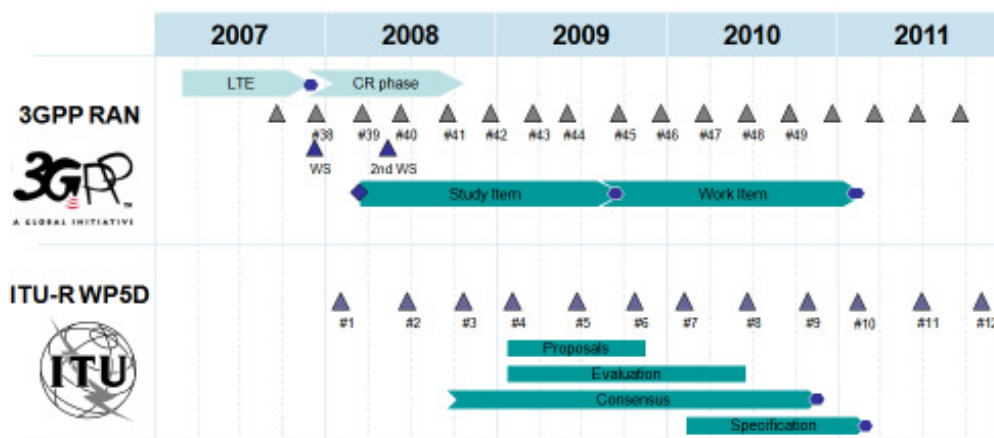 2007 2008 2009 2010 2011
LTE CR phase
3GPP RAN
#38 #39 #40 #41 #42 #43 #44 #45 #46 #47 #48 #49
WS 2nd WS
3GPP™
A GLOBAL INITIATIVE
Study Item Work Item
ITU-R WP5D
#1 #2 #3 #4 #5 #6 #7 #8 #9 #10 #11 #12
Proposals
ITU
Evaluation
Consensus
Specification